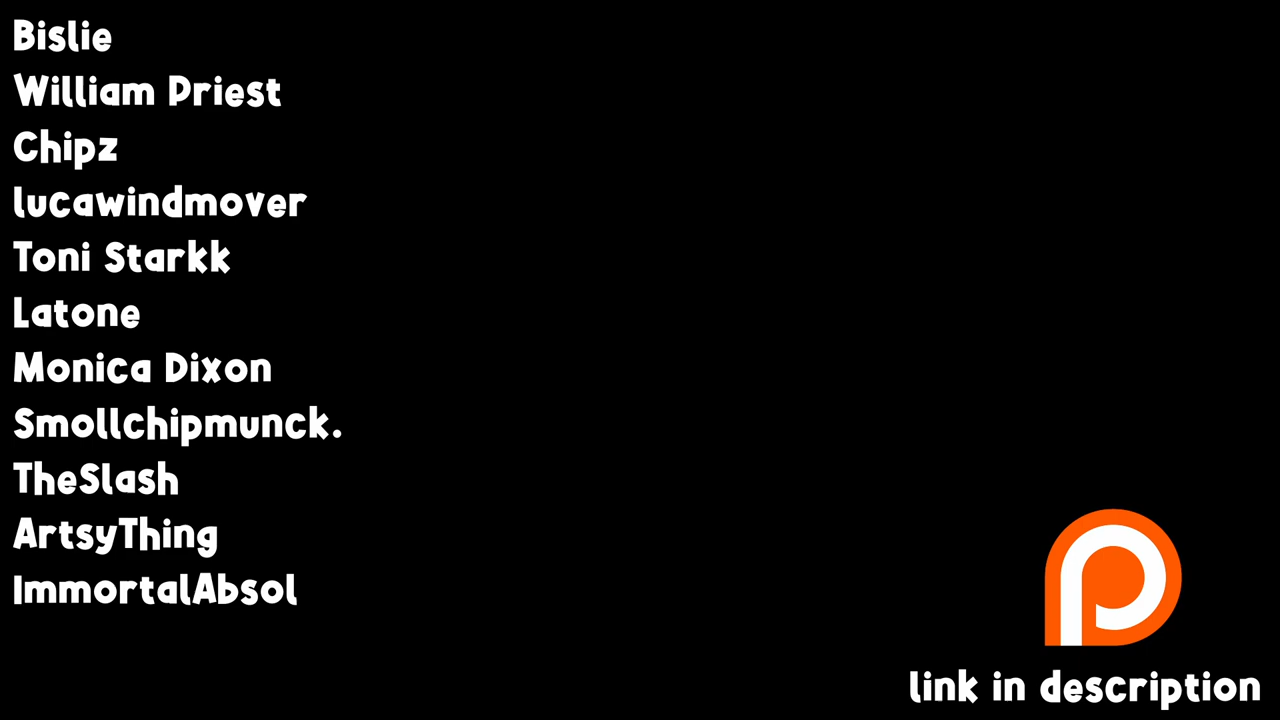 Bislie
William Priest
Chipz
lucawindmover
Toni Starkk
Latone
Monica Dixon
Smollchipmunck.
TheSlash
ArtsyThing
ImmortalAbsol
link in description